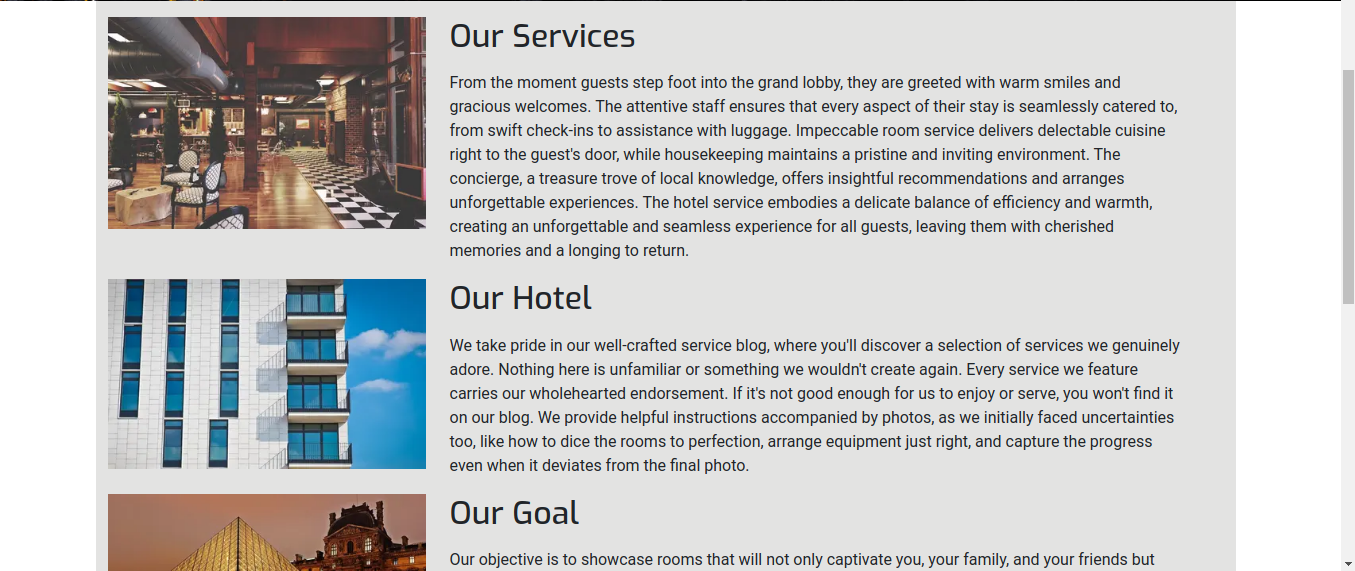 Our Services
From the moment guests step foot into the grand lobby, they are greeted with warm smiles and
gracious welcomes. The attentive staff ensures that every aspect of their stay is seamlessly catered to,
from swift check-ins to assistance with luggage. Impeccable room service delivers delectable cuisine
right to the guest's door, while housekeeping maintains a pristine and inviting environment. The
concierge, a treasure trove of local knowledge, offers insightful recommendations and arranges
unforgettable experiences. The hotel service embodies a delicate balance of efficiency and warmth,
creating an unforgettable and seamless experience for all guests, leaving them with cherished
memories and a longing to return.
Our Hotel
We take pride in our well-crafted service blog, where you'll discover a selection of services we genuinely
adore. Nothing here is unfamiliar or something we wouldn't create again. Every service we feature
carries our wholehearted endorsement. If it's not good enough for us to enjoy or serve, you won't find it
on our blog. We provide helpful instructions accompanied by photos, as we initially faced uncertainties
too, like how to dice the rooms to perfection, arrange equipment just right, and capture the progress
even when it deviates from the final photo.
Our Goal
Our objective is to showcase rooms that will not only captivate you, your family, and your friends but